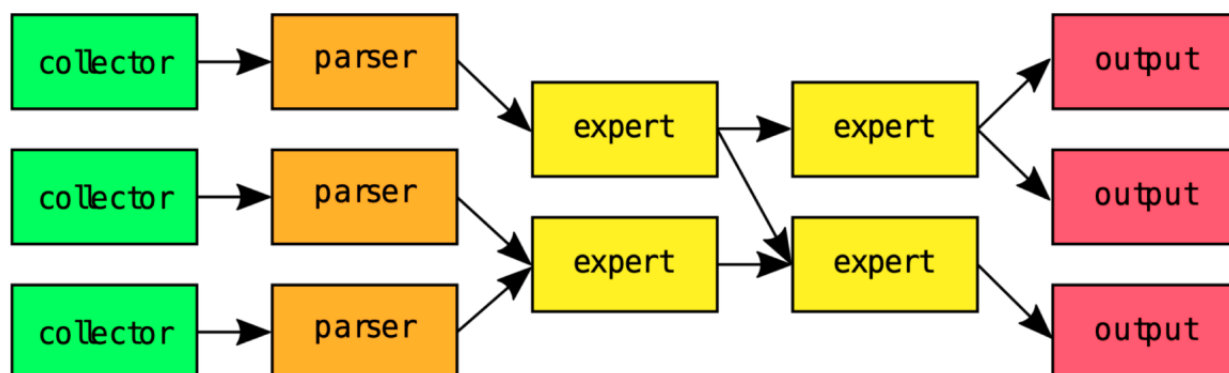 collector
parser
expert
expert
output
collector
parser
expert
expert
output
collector
parser
output